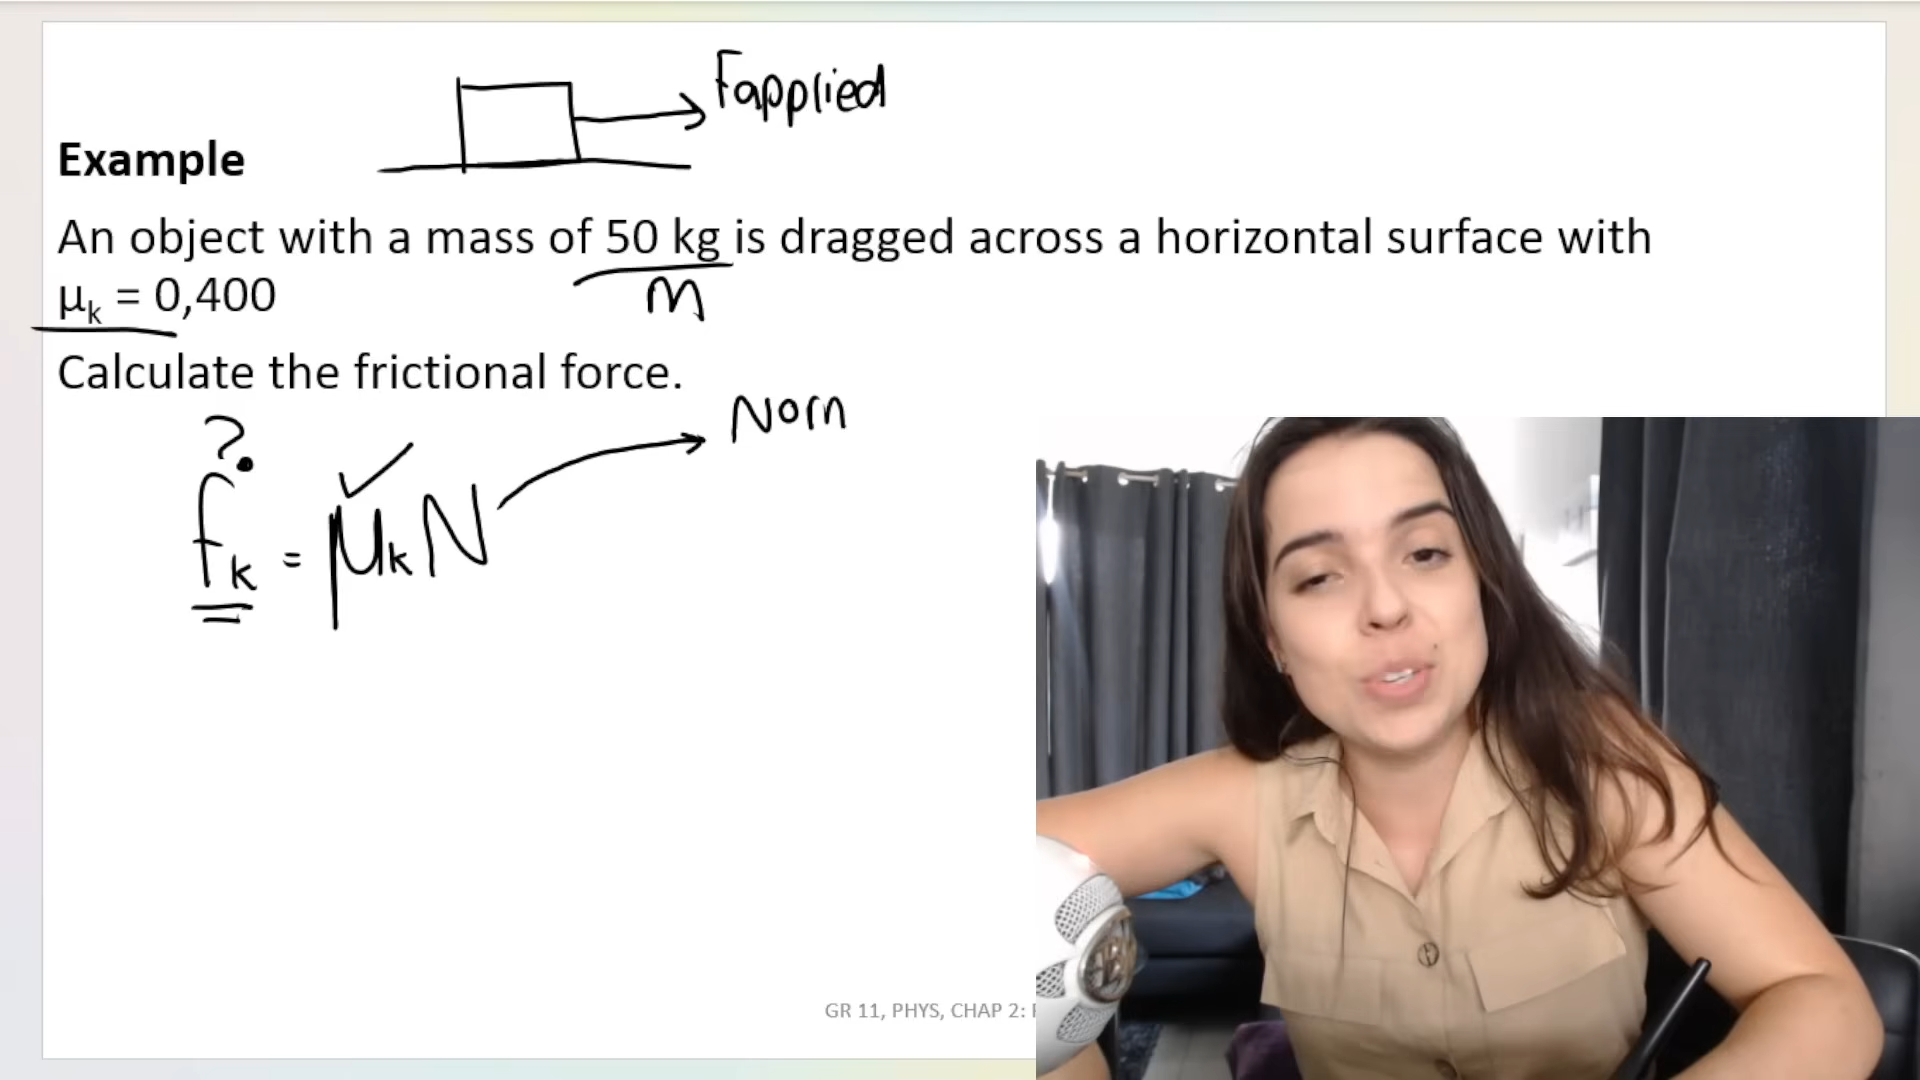 Fapplied
Example
An object with a mass of 50 kg is dragged across a horizontal surface with
m
μk = 0,400
Calculate the frictional force.
Norn
?
fk = μkN
GR 11, PHYS, CHAP 2: